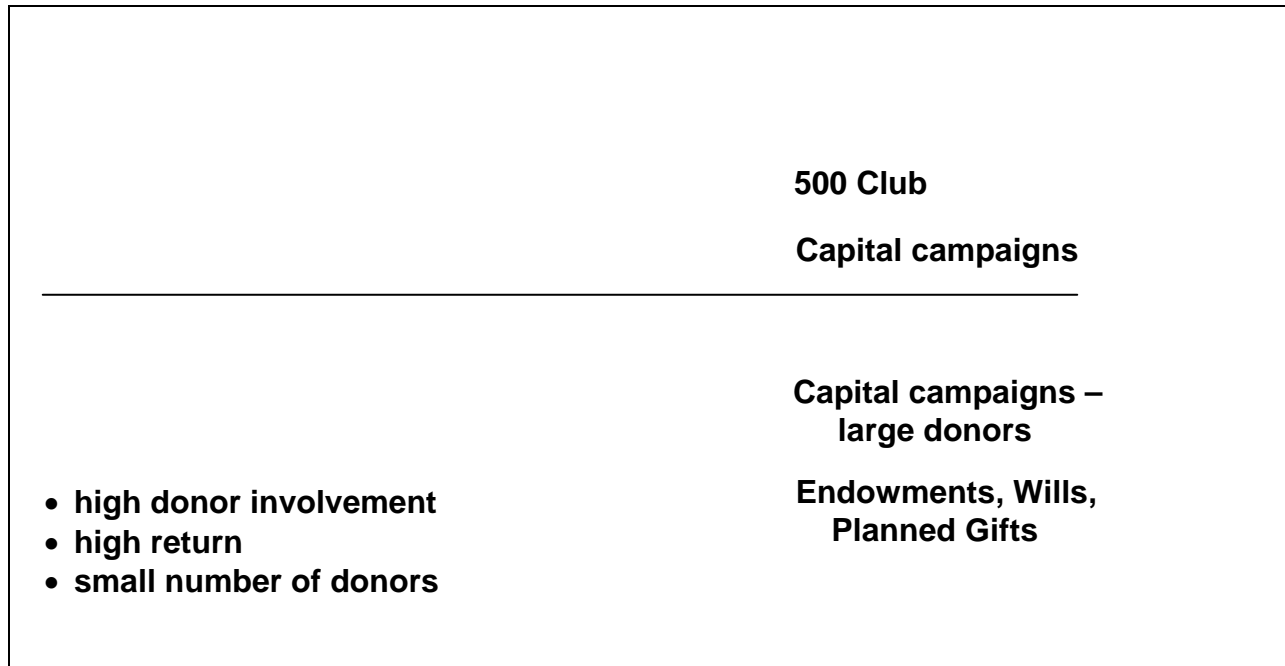 500 Club
Capital campaigns
Capital campaigns –
large donors
• high donor involvement
• high return
• small number of donors
Endowments, Wills,
Planned Gifts